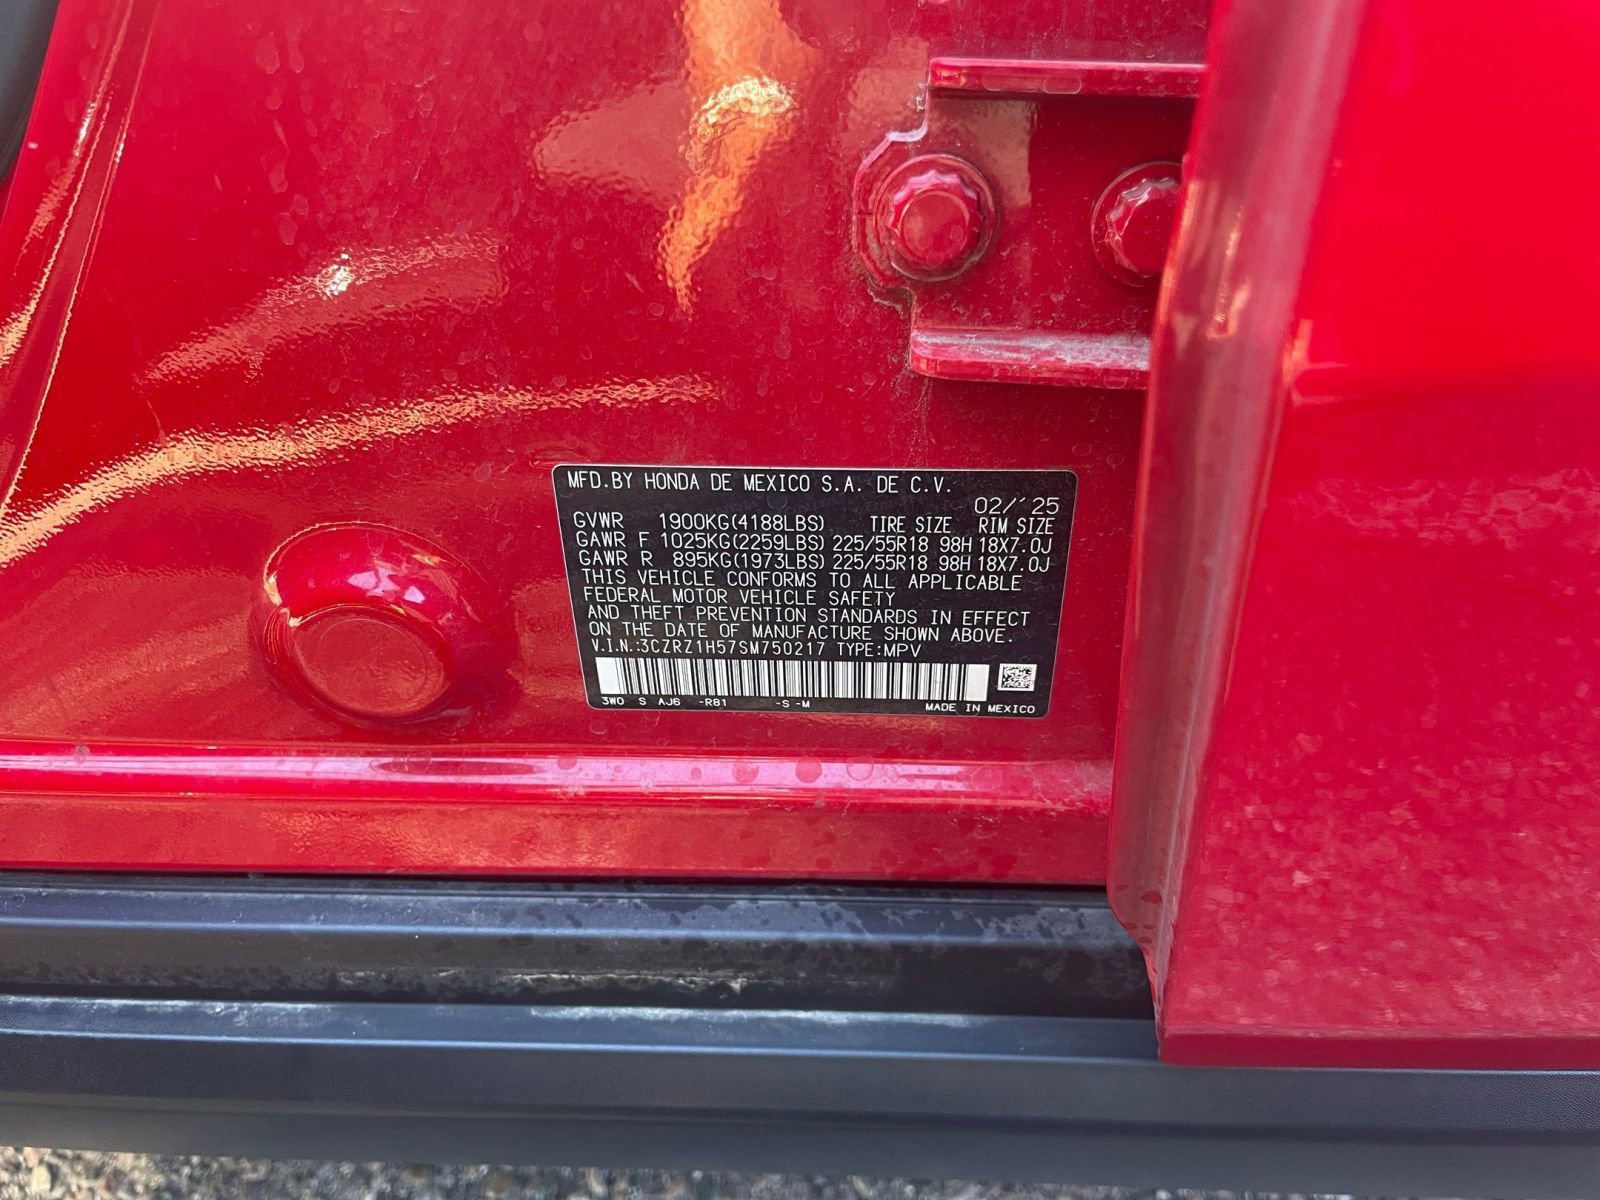 MFD.BY HONDA DE MEXICO S.A. DE C.V.
02/'25
GVWR 1900KG(4188LBS) TIRE SIZE RIM SIZE
GAWR F 1025KG(2259LBS) 225/55R18 98H 18X7.0J
GAWR R 895KG(1973LBS) 225/55R18 98H 18X7.0J
THIS VEHICLE CONFORMS TO ALL APPLICABLE
FEDERAL MOTOR VEHICLE SAFETY
AND THEFT PREVENTION STANDARDS IN EFFECT
ON THE DATE OF MANUFACTURE SHOWN ABOVE.
V.I.N.:3CZRZ1H57SM750217 TYPE:MPV
3W0 S AJ6 -R81 -S -M MADE IN MEXICO